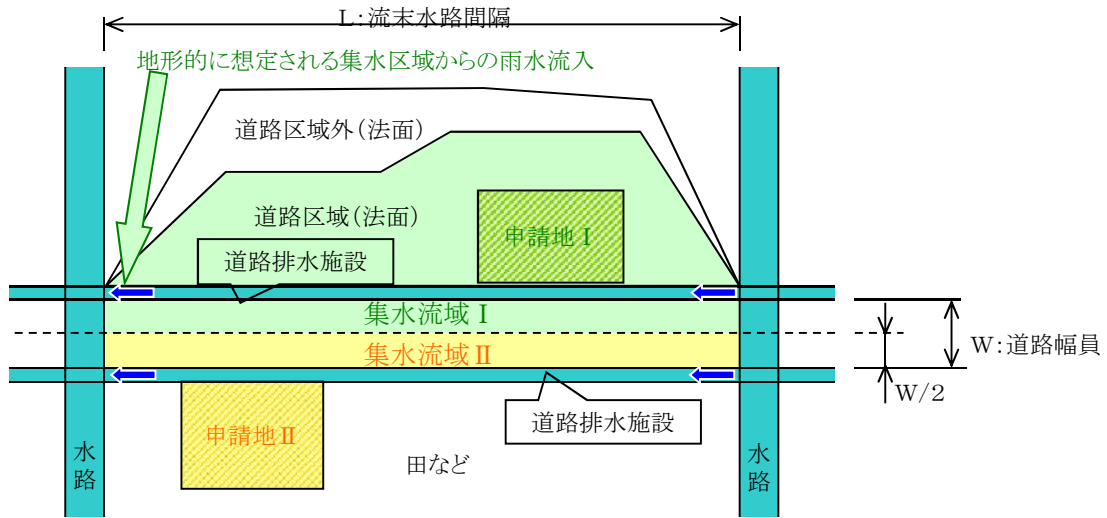 L：流末水路間隔
地形的に想定される集水区域からの雨水流入
道路区域外（法面）
道路区域（法面）
申請地Ⅰ
道路排水施設
集水流域Ⅰ
集水流域Ⅱ
W：道路幅員
W/2
道路排水施設
申請地Ⅱ
田など
水路
水路